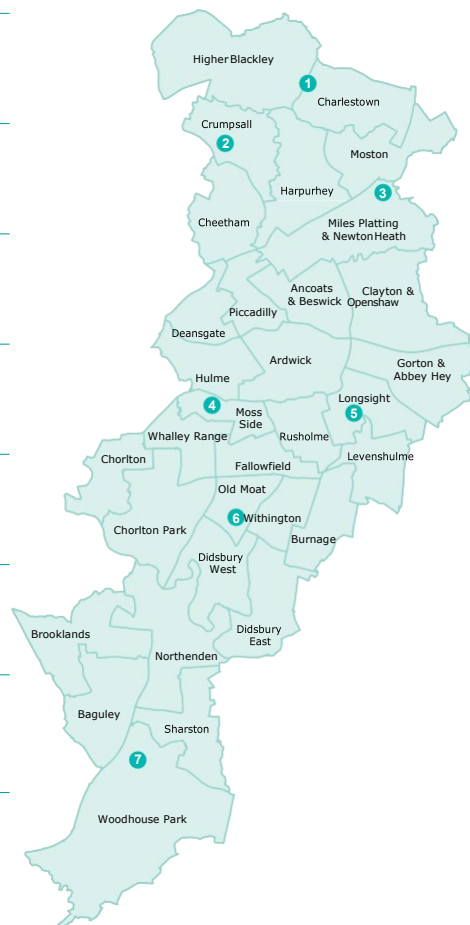 Higher Blackley
1
Charlestown
Crumpsall
2
Moston
Harpurhey
3
Cheetham
Miles Platting
& Newton Heath
Ancoats
& Beswick
Clayton &
Openshaw
Piccadilly
Deansgate
Ardwick
Gorton &
Abbey Hey
Hulme
Longsight
4
Moss
Side
5
Whalley Range
Rusholme
Chorlton
Levenshulme
Fallowfield
Old Moat
6
Withington
Chorlton Park
Burnage
Didsbury
West
Brooklands
Didsbury
East
Northenden
Baguley
Sharston
7
Woodhouse Park